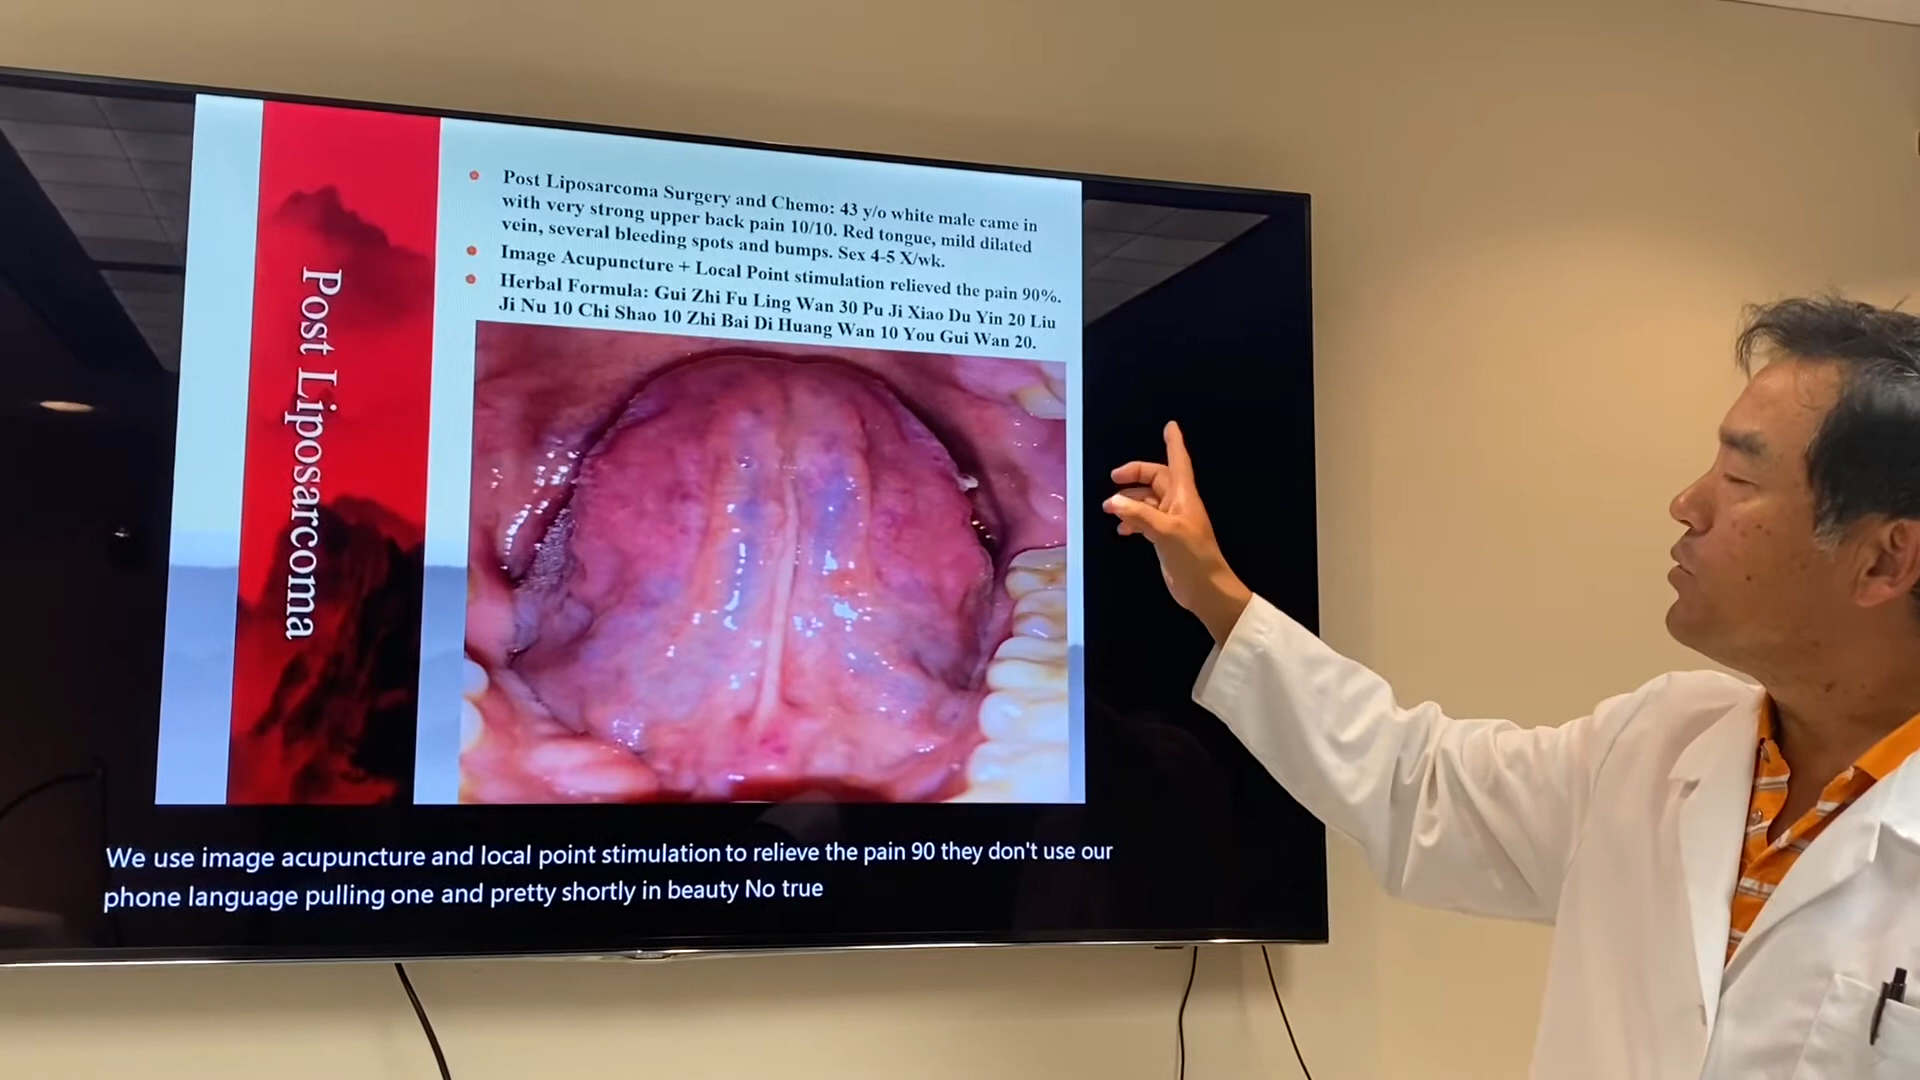 Post Liposarcoma
Post Liposarcoma Surgery and Chemo: 43 y/o white male came in
with very strong upper back pain 10/10. Red tongue, mild dilated
vein, several bleeding spots and bumps. Sex 4-5 X/wk.
Image Acupuncture + Local Point stimulation relieved the pain 90%.
Herbal Formula: Gui Zhi Fu Ling Wan 30 Pu Ji Xiao Du Yin 20 Liu
Ji Nu 10 Chi Shao 10 Zhi Bai Di Huang Wan 10 You Gui Wan 20.
We use image acupuncture and local point stimulation to relieve the pain 90 they don't use our
phone language pulling one and pretty shortly in beauty No true